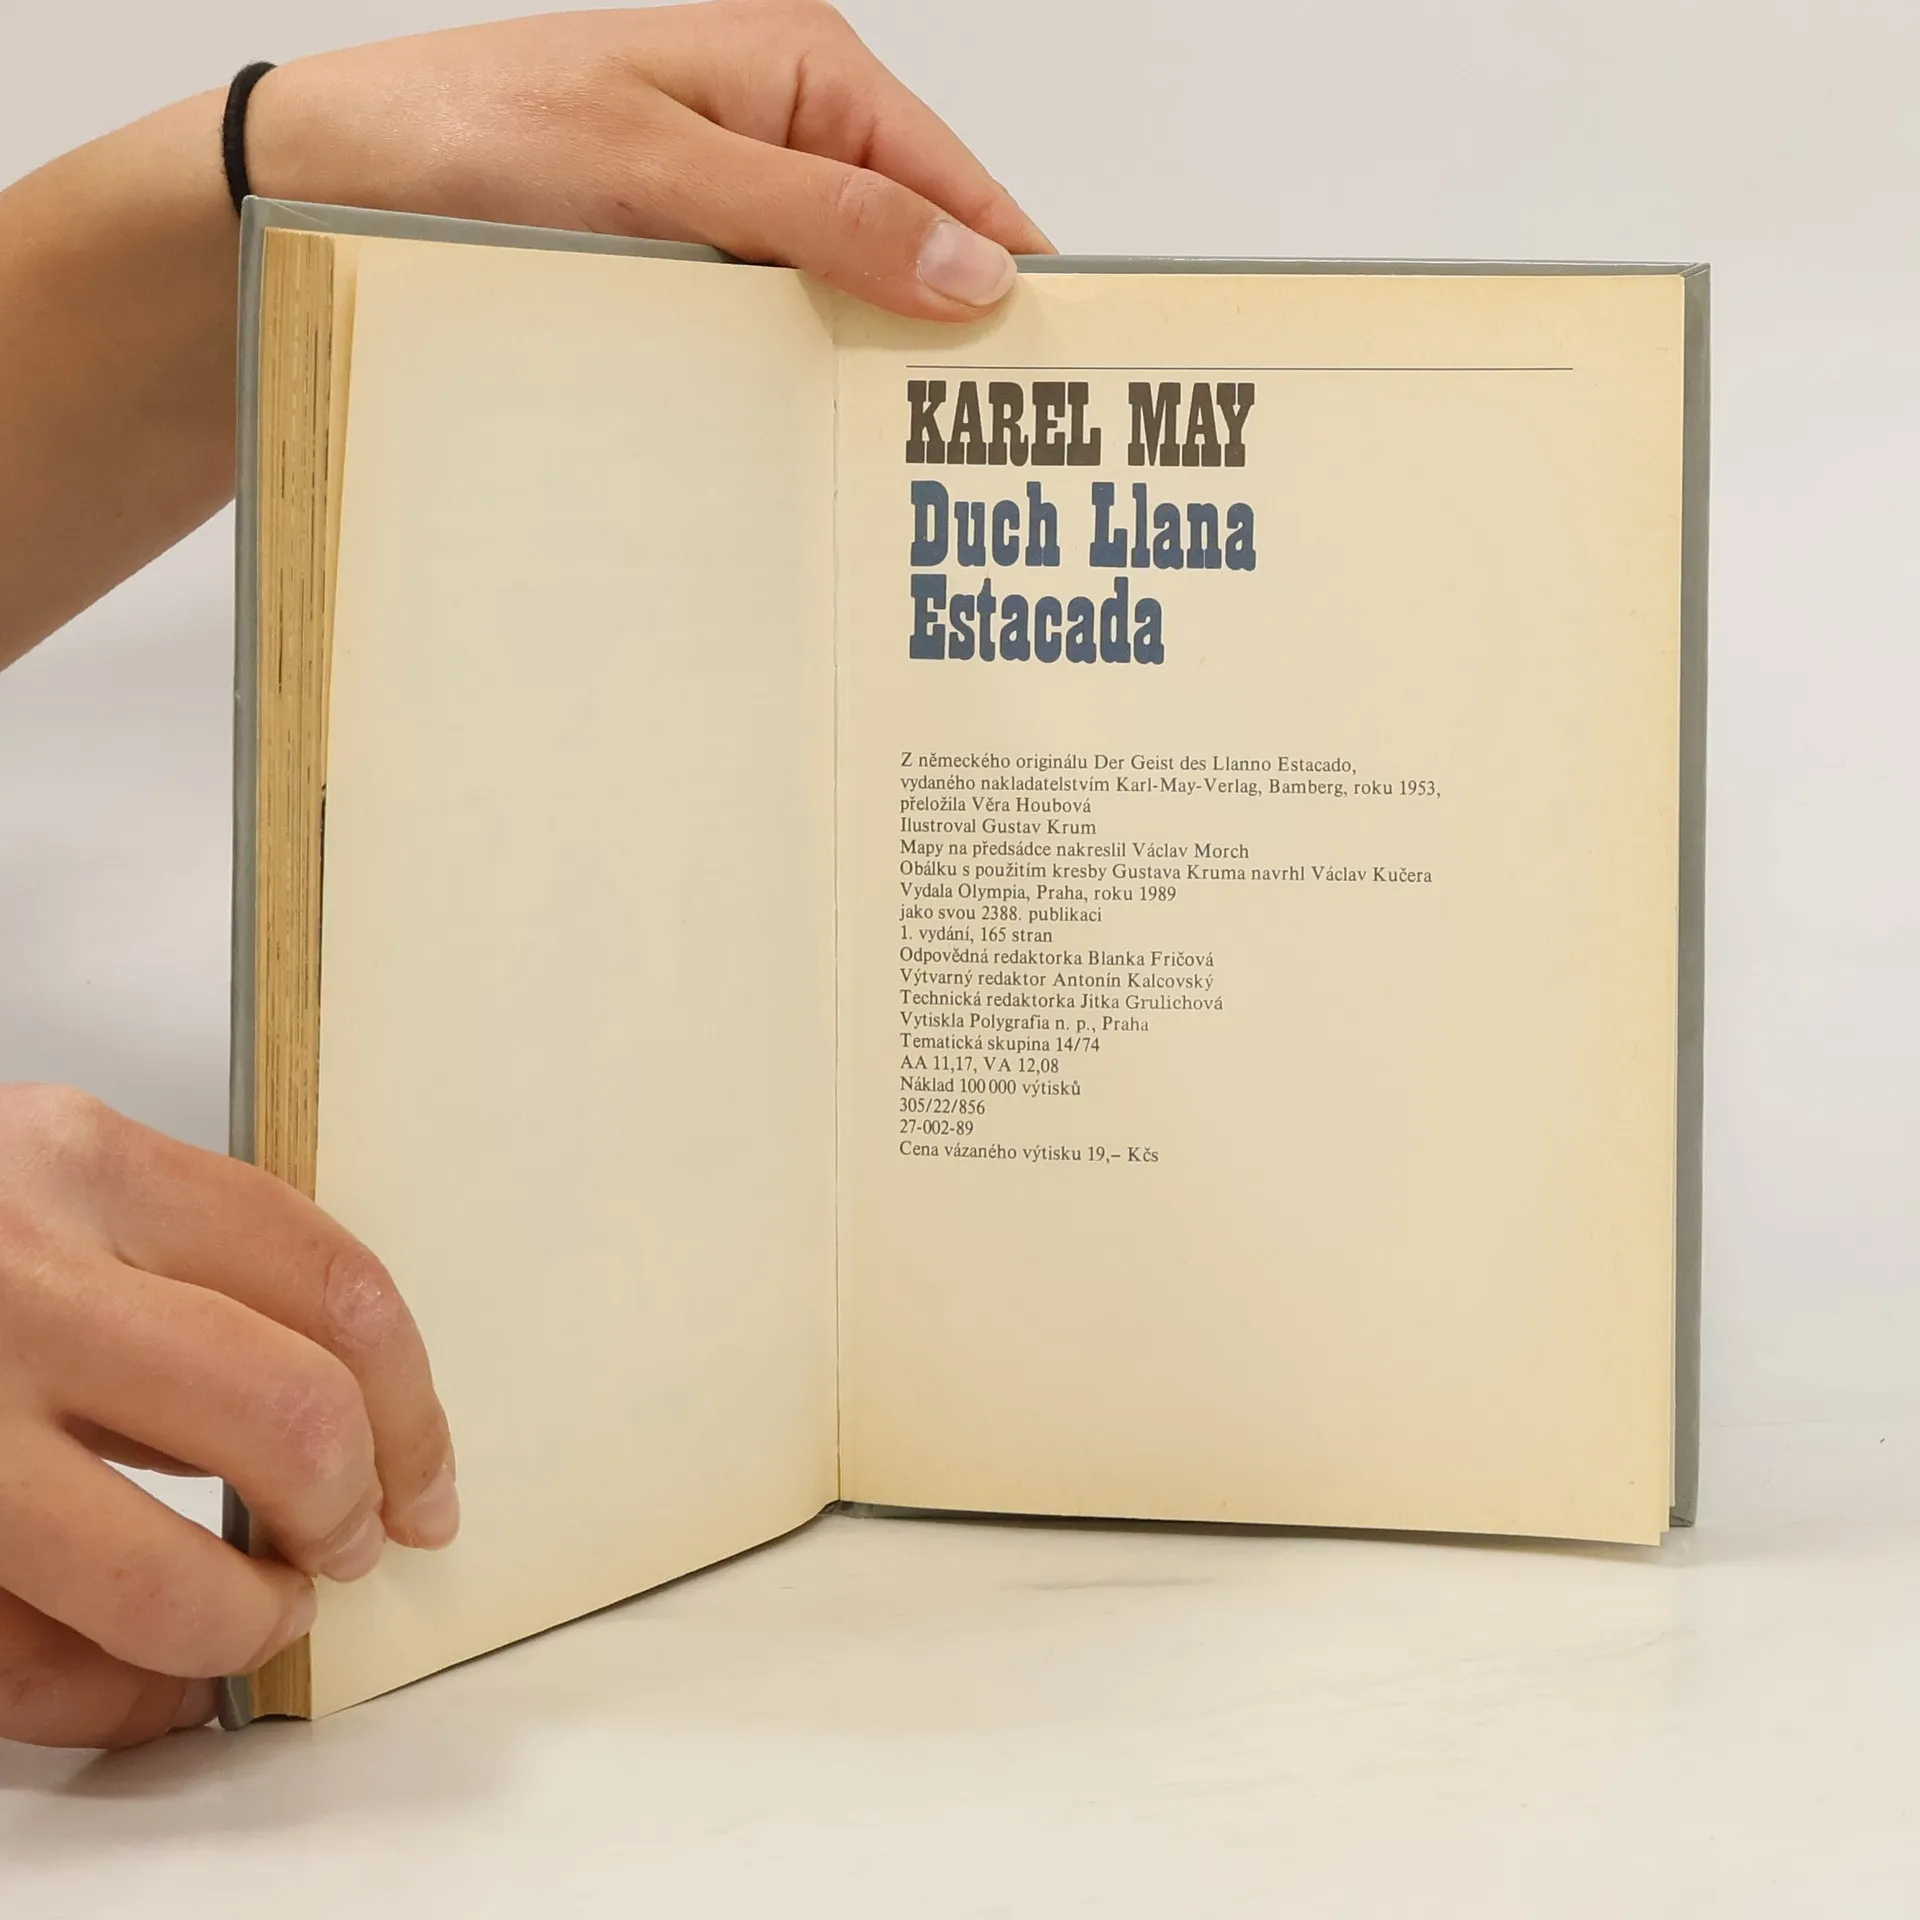 KAREL MAY
Duch Llana
Estacada
Z německého originálu Der Geist des Llanno Estacado,
vydaného nakladatelstvím Karl-May-Verlag, Bamberg, roku 1953,
přeložila Věra Houbová
Ilustroval Gustav Krum
Mapy na předsádce nakreslil Václav Morch
Obálku s použitím kresby Gustava Kruma navrhl Václav Kučera
Vydala Olympia, Praha, roku 1989
jako svou 2388. publikaci
1. vydání, 165 stran
Odpovědná redaktorka Blanka Fričová
Výtvarný redaktor Antonín Kalcovský
Technická redaktorka Jitka Grulichová
Vytiskla Polygrafia n. p., Praha
Tematická skupina 14/74
AA 11,17, VA 12,08
Náklad 100 000 výtisků
305/22/856
27-002-89
Cena vázaného výtisku 19,– Kčs